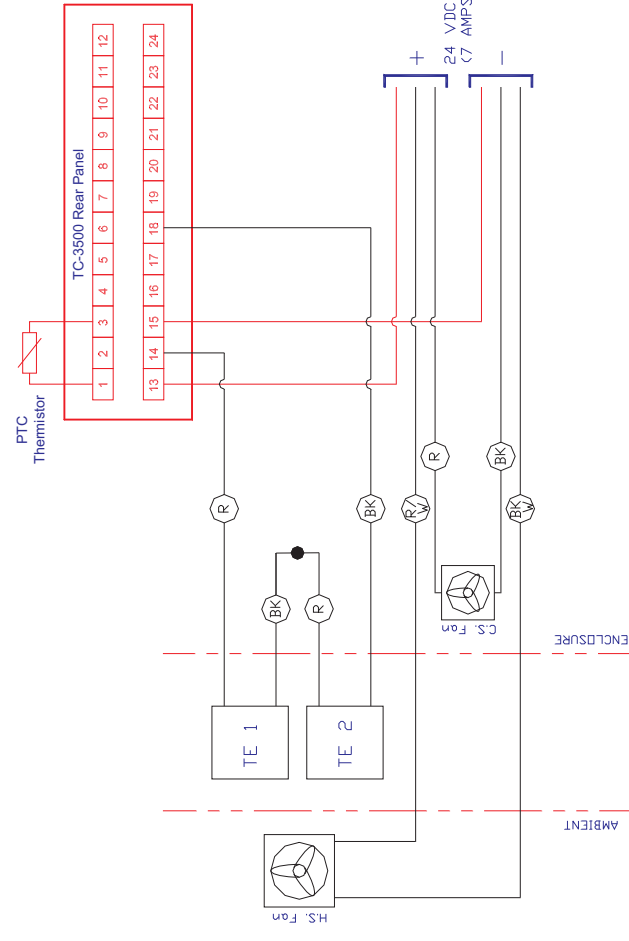 PTC
Thermistor
TC-3500 Rear Panel
1 2 3 4 5 6 7 8 9 10 11 12
13 14 15 16 17 18 19 20 21 22 23 24
24 VDC
(7 AMPS
+
-
R
BK
R
BK
R/W
R
BK
BK/W
TE 1
TE 2
C.S. Fan
H.S. Fan
ENCLOSURE
AMBIENT